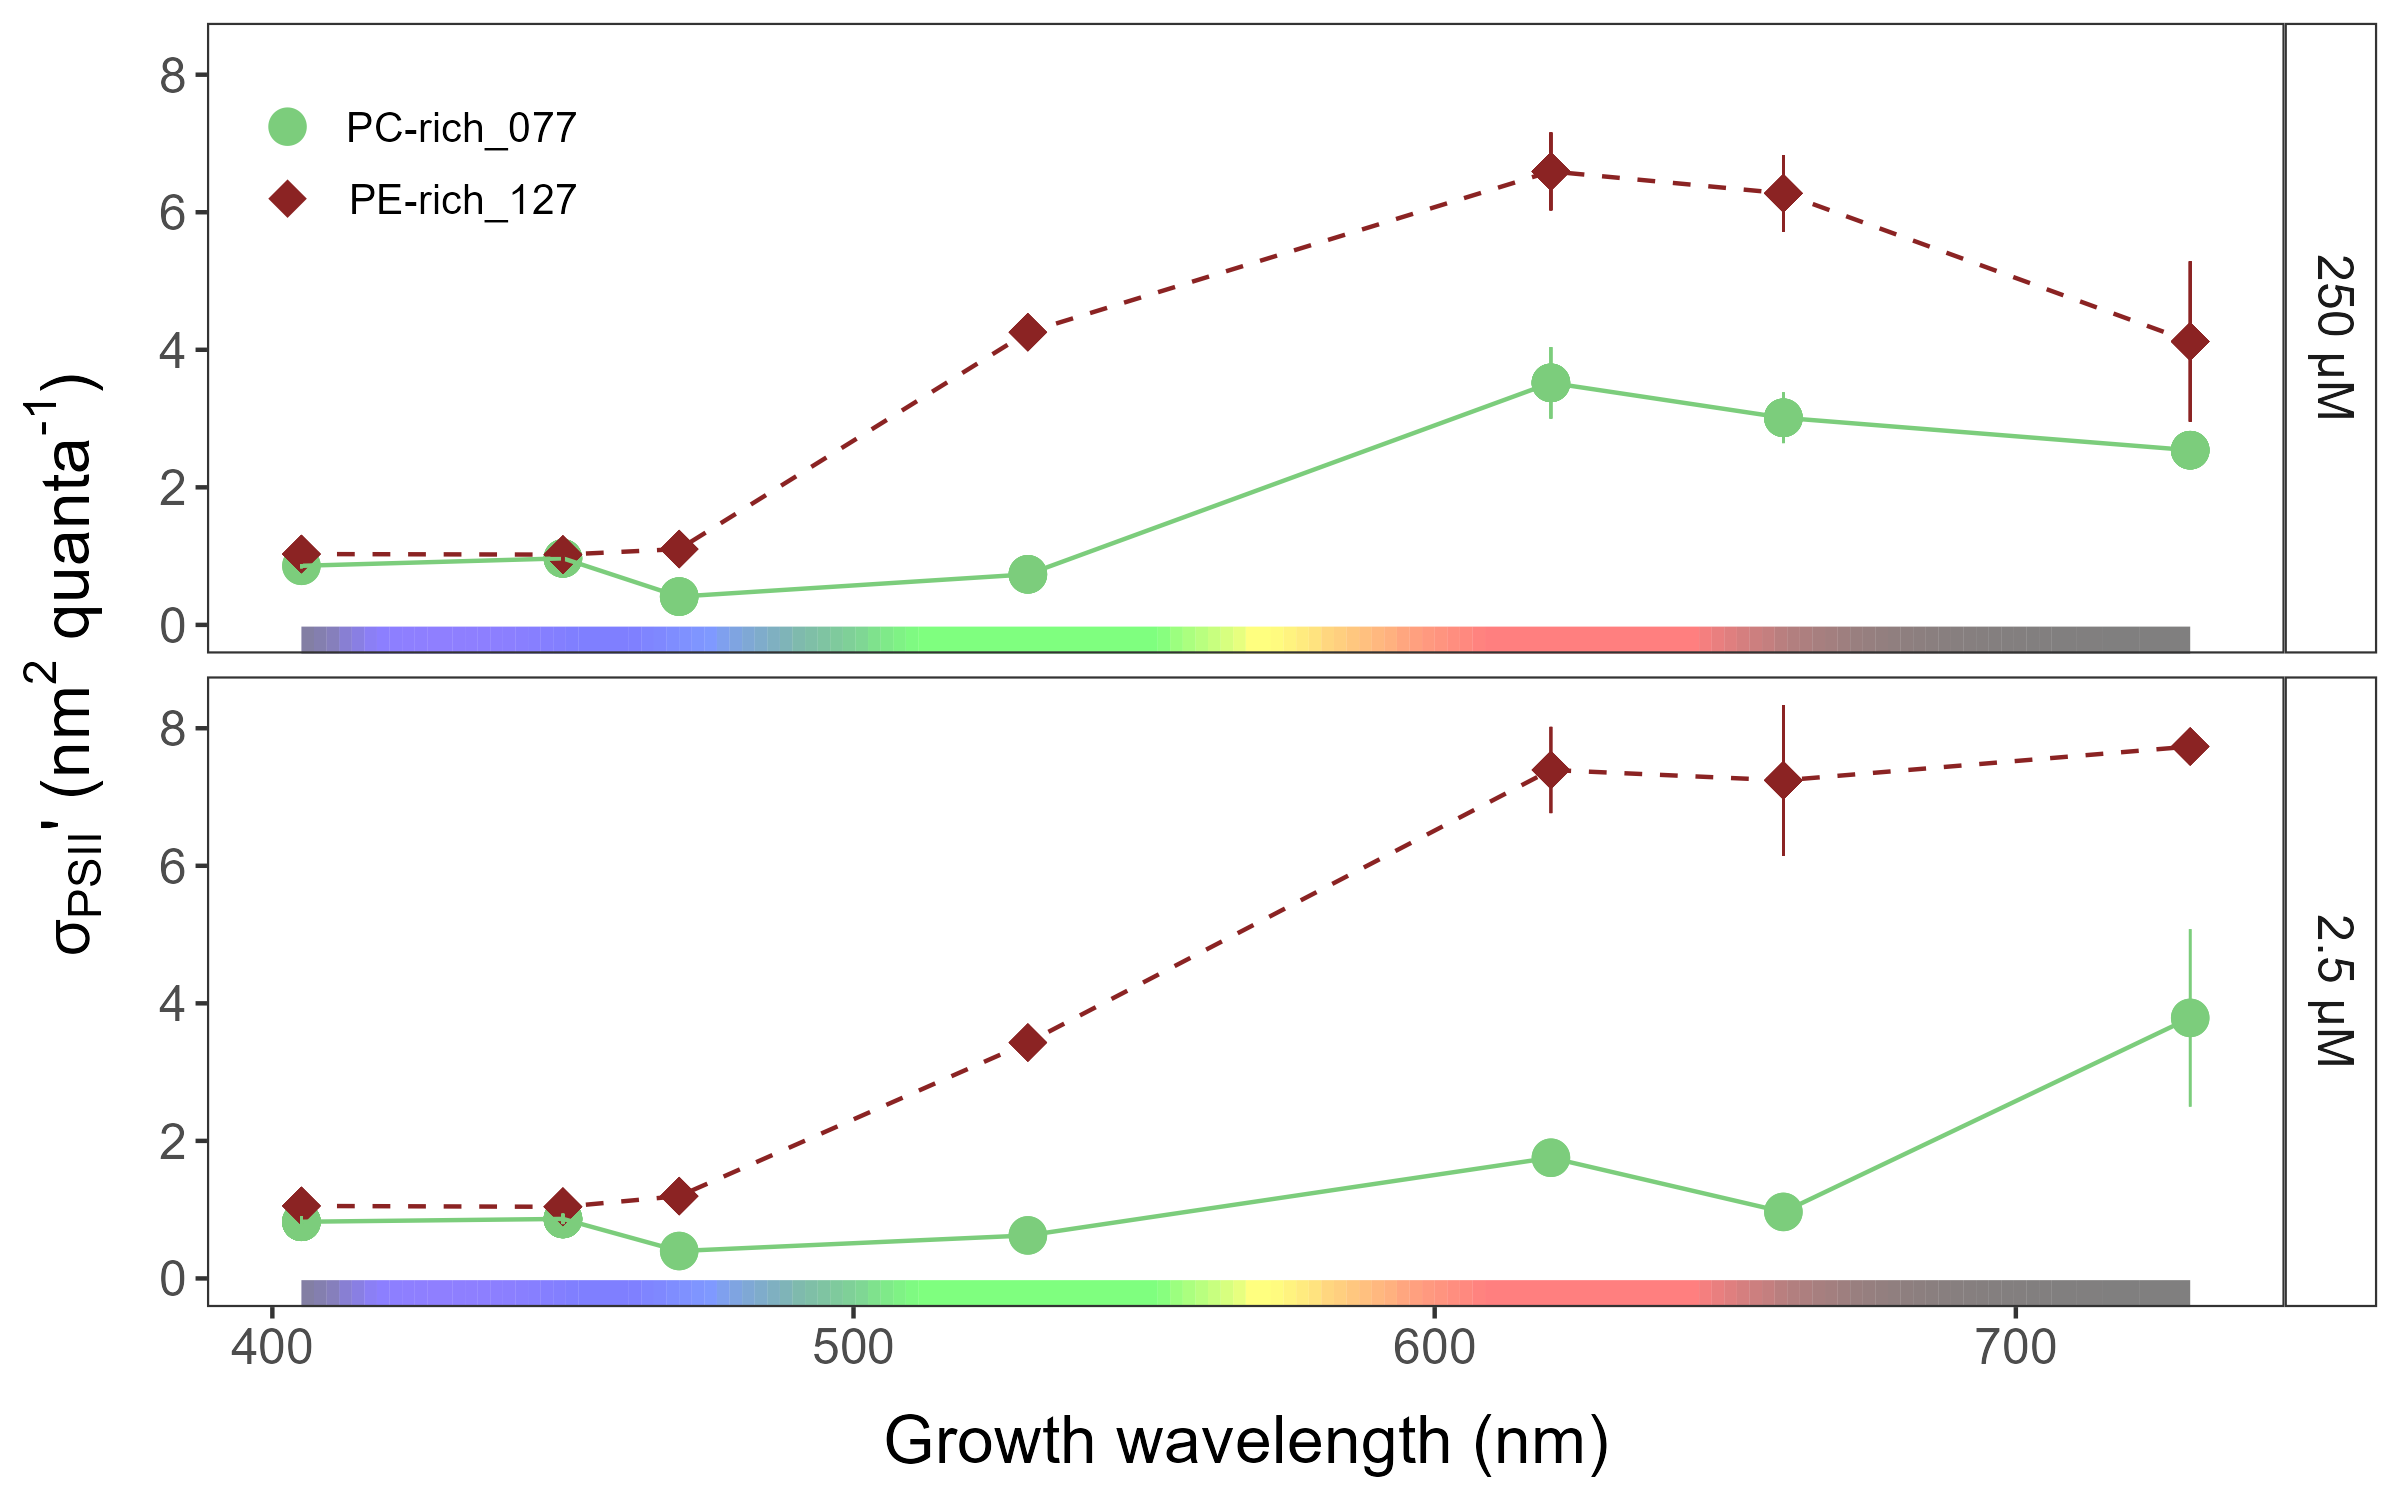 σPSII' (nm2 quanta-1)
8
6
4
2
0
PC-rich_077
PE-rich_127
250 µM
8
6
4
2
0
2.5 µM
400 500 600 700
Growth wavelength (nm)